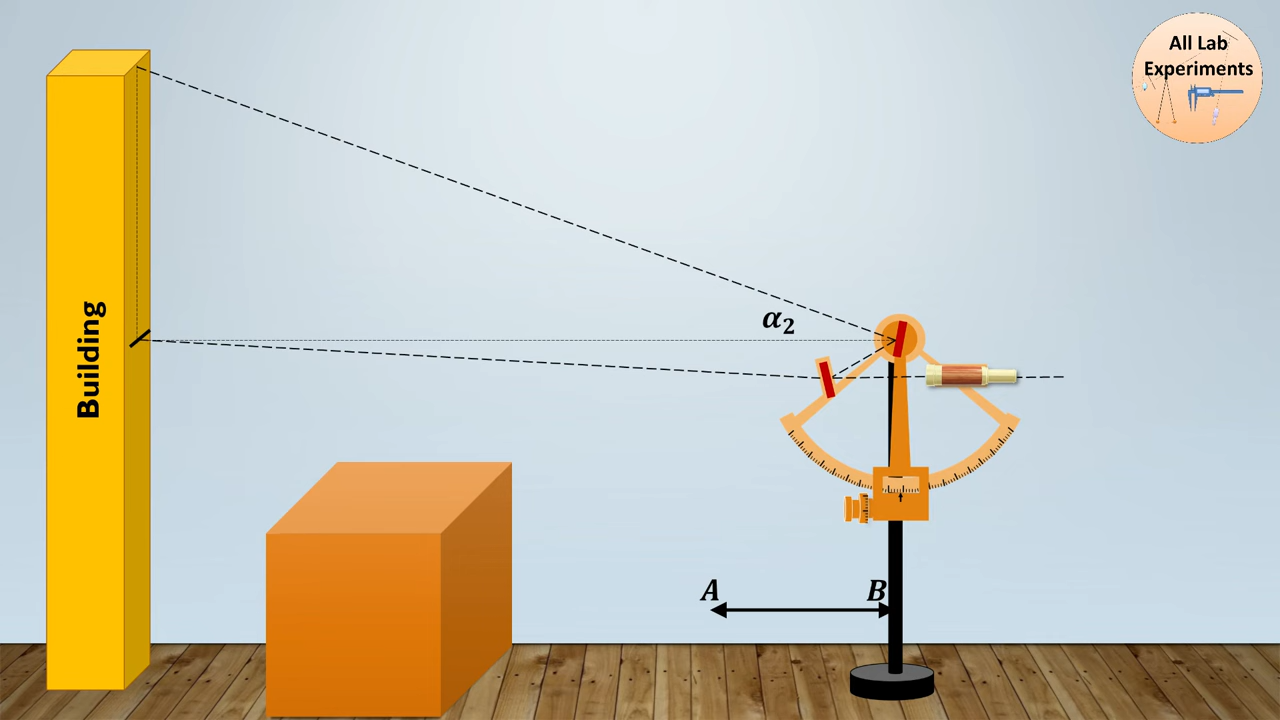 All Lab
Experiments
Building
α₂
A
B